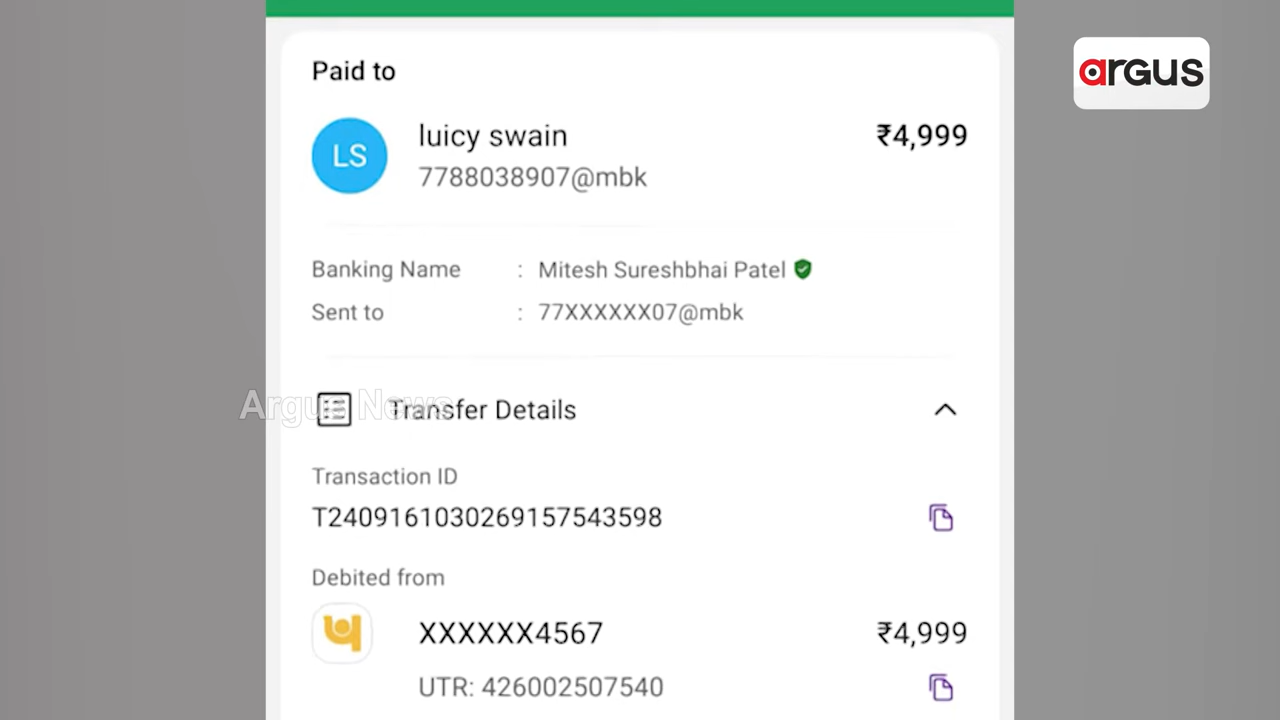 argus
Paid to
LS
luicy swain
₹4,999
7788038907@mbk
Banking Name : Mitesh Sureshbhai Patel
Sent to : 77XXXXXX07@mbk
Argus News
Transfer Details
Transaction ID
T2409161030269157543598
Debited from
XXXXXX4567
₹4,999
UTR: 426002507540